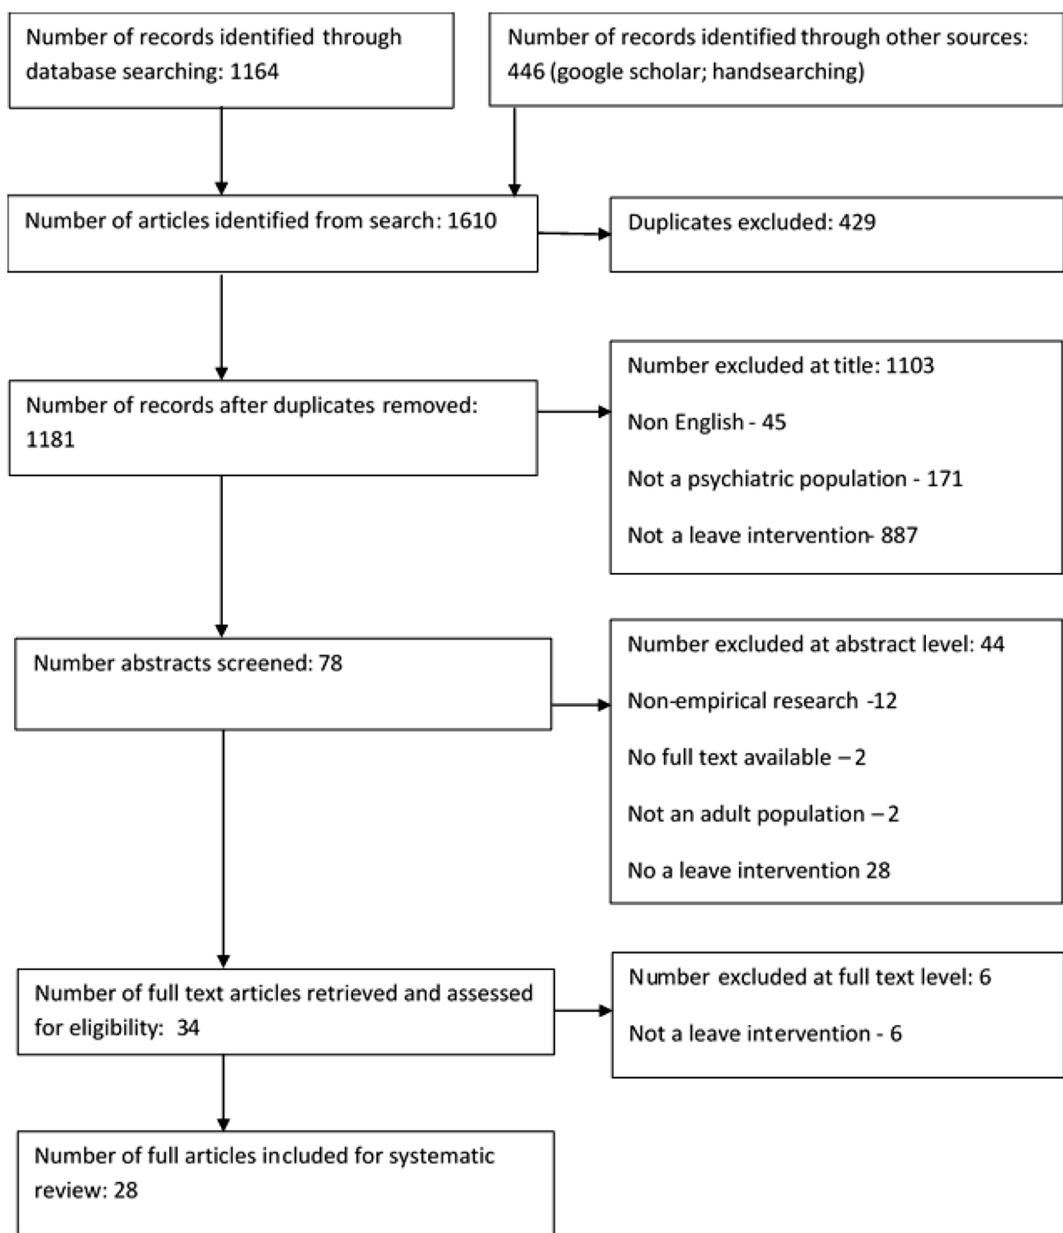 Number of records identified through
database searching: 1164
Number of records identified through other sources:
446 (google scholar; handsearching)
Number of articles identified from search: 1610
Duplicates excluded: 429
Number of records after duplicates removed:
1181
Number excluded at title: 1103
Non English - 45
Not a psychiatric population - 171
Not a leave intervention- 887
Number abstracts screened: 78
Number excluded at abstract level: 44
Non-empirical research -12
No full text available – 2
Not an adult population – 2
No a leave intervention 28
Number of full text articles retrieved and assessed
for eligibility: 34
Number excluded at full text level: 6
Not a leave intervention - 6
Number of full articles included for systematic
review: 28